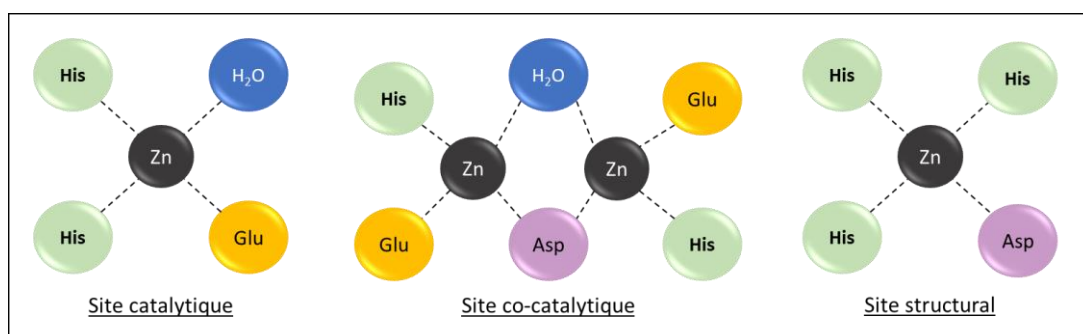 His H₂O
Zn
His Glu
Site catalytique
His H₂O Glu
Zn Zn
Glu Asp His
Site co-catalytique
His His
Zn
His Asp
Site structural